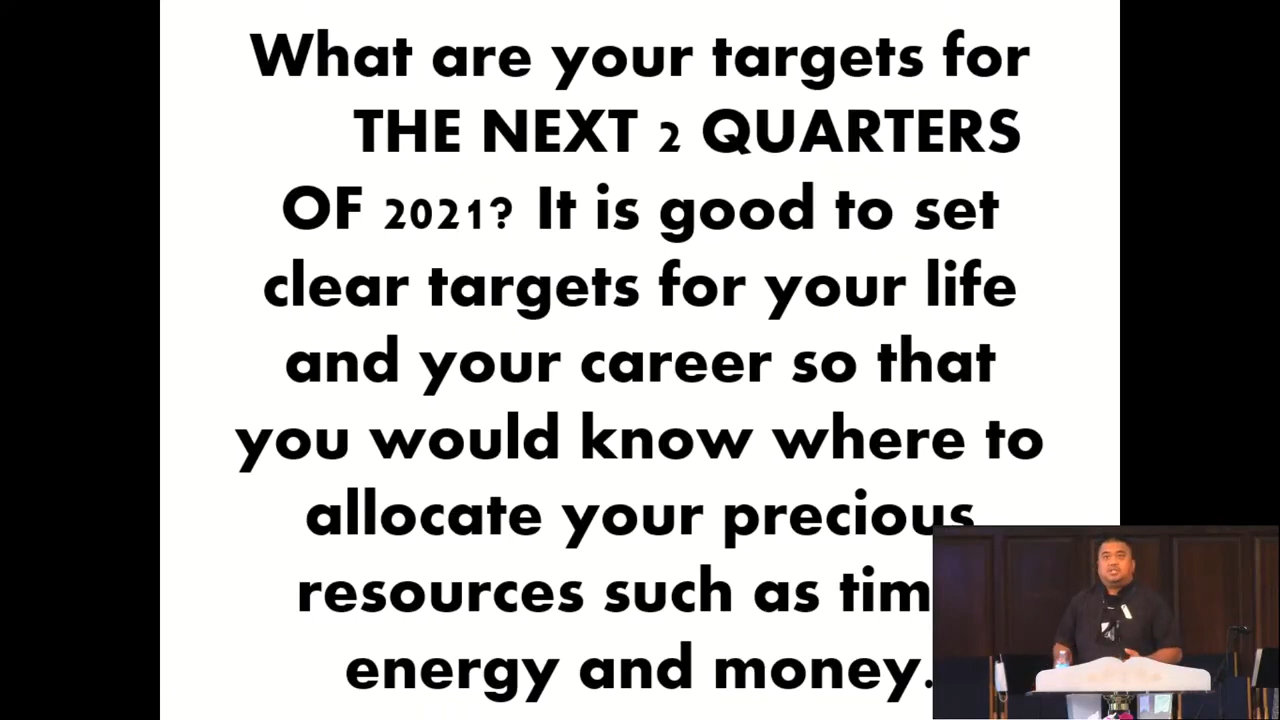 What are your targets for
THE NEXT 2 QUARTERS
OF 2021? It is good to set
clear targets for your life
and your career so that
you would know where to
allocate your precious
resources such as tim
energy and money.